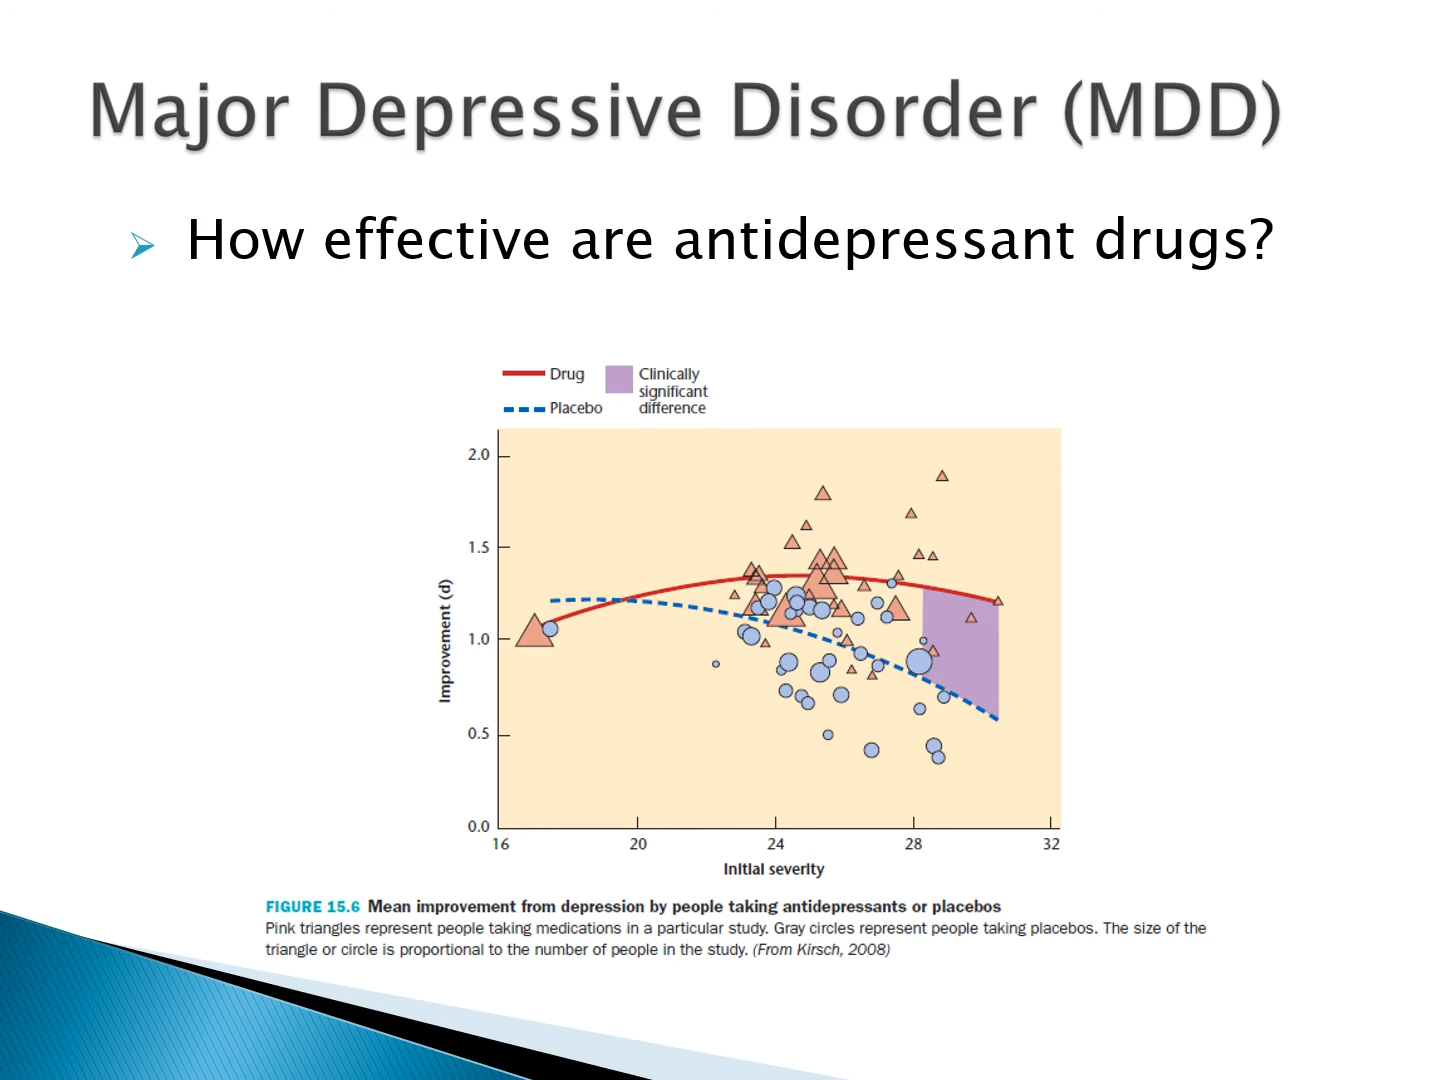 Major Depressive Disorder (MDD)
How effective are antidepressant drugs?
Drug
Placebo
Clinically
significant
difference
2.0
1.5
1.0
0.5
0.0
Improvement (d)
16 20 24 28 32
Initial severity
FIGURE 15.6 Mean improvement from depression by people taking antidepressants or placebos
Pink triangles represent people taking medications in a particular study. Gray circles represent people taking placebos. The size of the
triangle or circle is proportional to the number of people in the study. (From Kirsch, 2008)